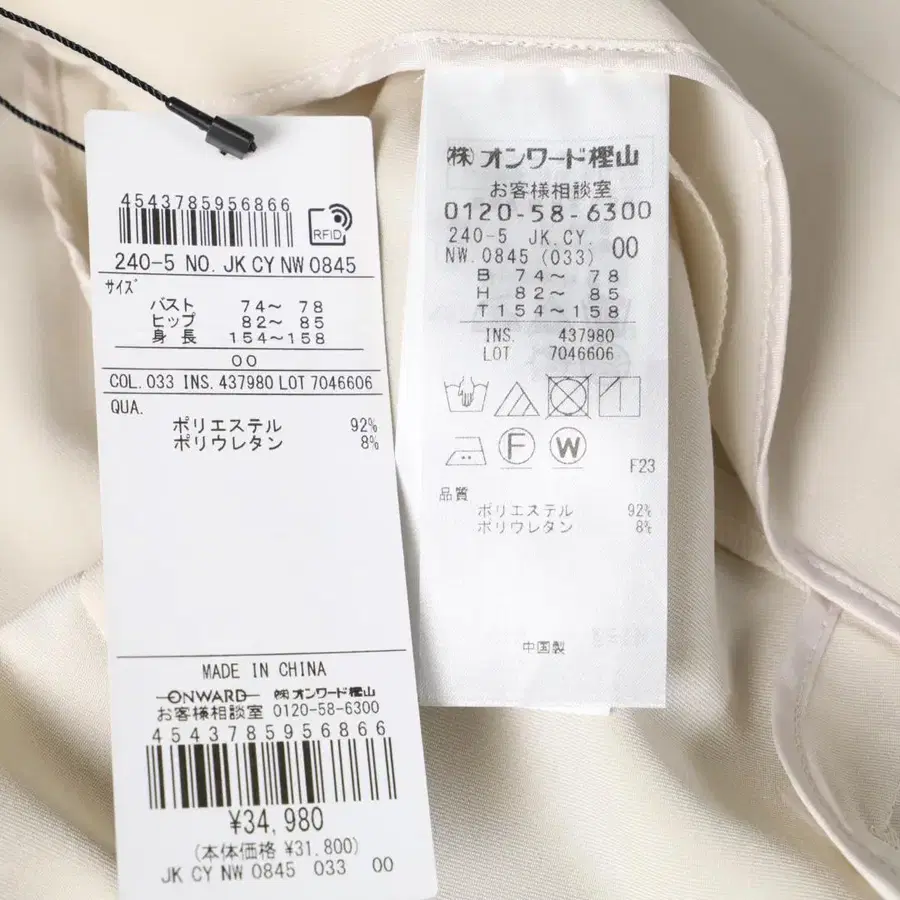 4543785956866
RFID
240-5 NO. JK CY NW 0845
サイズ
バスト 74～ 78
ヒップ 82～ 85
身長 154～158
00
COL. 033 INS. 437980 LOT 7046606
QUA.
ポリエステル 92%
ポリウレタン 8%
MADE IN CHINA
ONWARD ㈱オンワード樫山
お客様相談室 0120-58-6300
4543785956866
¥34,980
(本体価格 ¥31,800)
JK CY NW 0845 033 00
㈱オンワード樫山
お客様相談室
0120-58-6300
240-5 JK.CY.
NW.0845 (033) 00
B 74～ 78
H 82～ 85
T 154～158
INS. 437980
LOT 7046606
F
W
F23
品質
ポリエステル 92%
ポリウレタン 8%
中国製